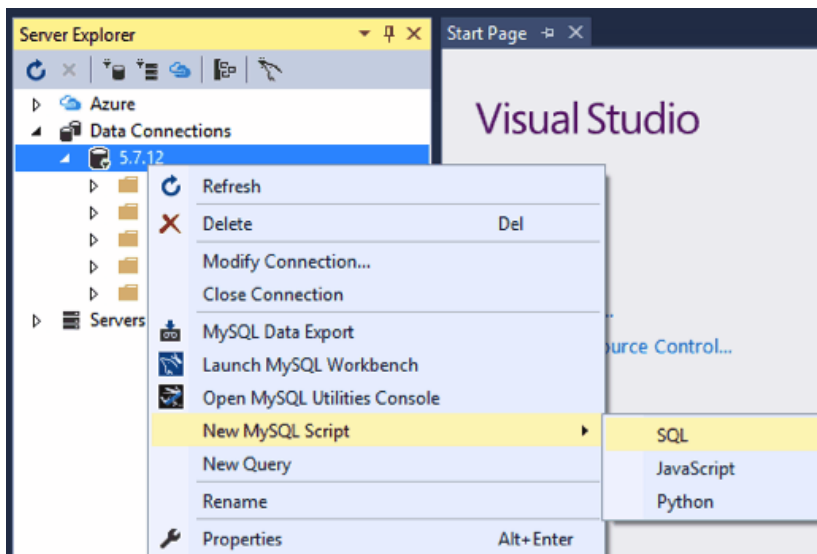 Server Explorer
Start Page
Azure
Data Connections
5.7.12
Servers
Visual Studio
Refresh
Delete Del
Modify Connection...
Close Connection
MySQL Data Export
Launch MySQL Workbench
Open MySQL Utilities Console
New MySQL Script
New Query
Rename
Properties Alt+Enter
Control...
SQL
JavaScript
Python